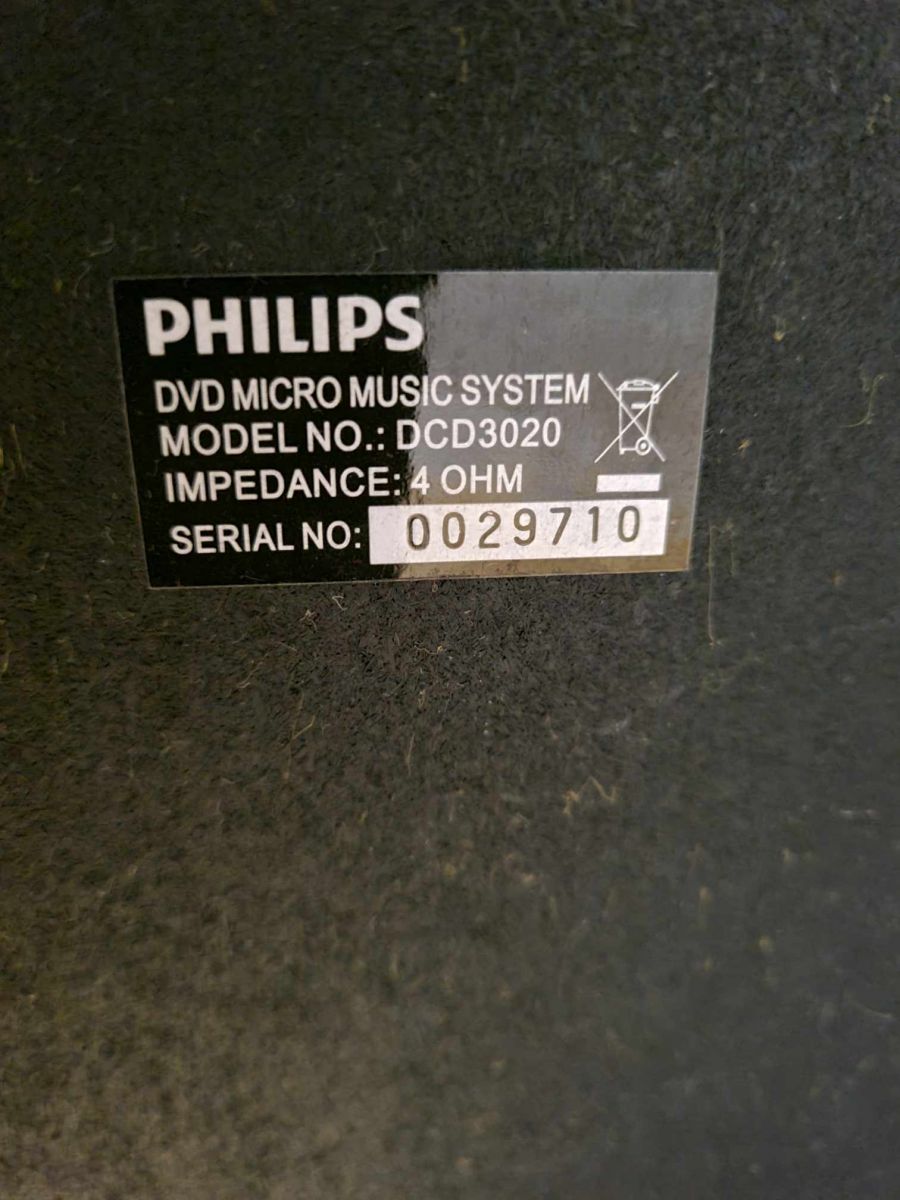 PHILIPS
DVD MICRO MUSIC SYSTEM
MODEL NO.: DCD3020
IMPEDANCE: 4 OHM
SERIAL NO: 0029710